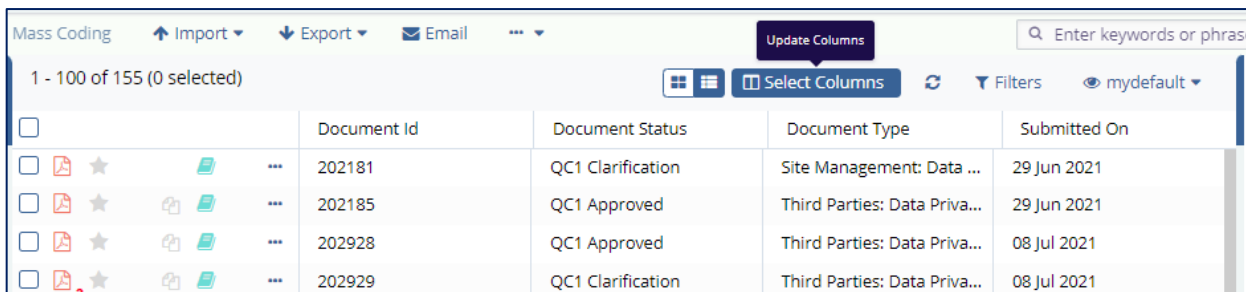 Mass Coding Import Export Email ... Update Columns Enter keywords or phras
1 - 100 of 155 (0 selected) Select Columns Filters mydefault
Document Id Document Status Document Type Submitted On
... 202181 QC1 Clarification Site Management: Data ... 29 Jun 2021
... 202185 QC1 Approved Third Parties: Data Priva... 29 Jun 2021
... 202928 QC1 Approved Third Parties: Data Priva... 08 Jul 2021
... 202929 QC1 Clarification Third Parties: Data Priva... 08 Jul 2021